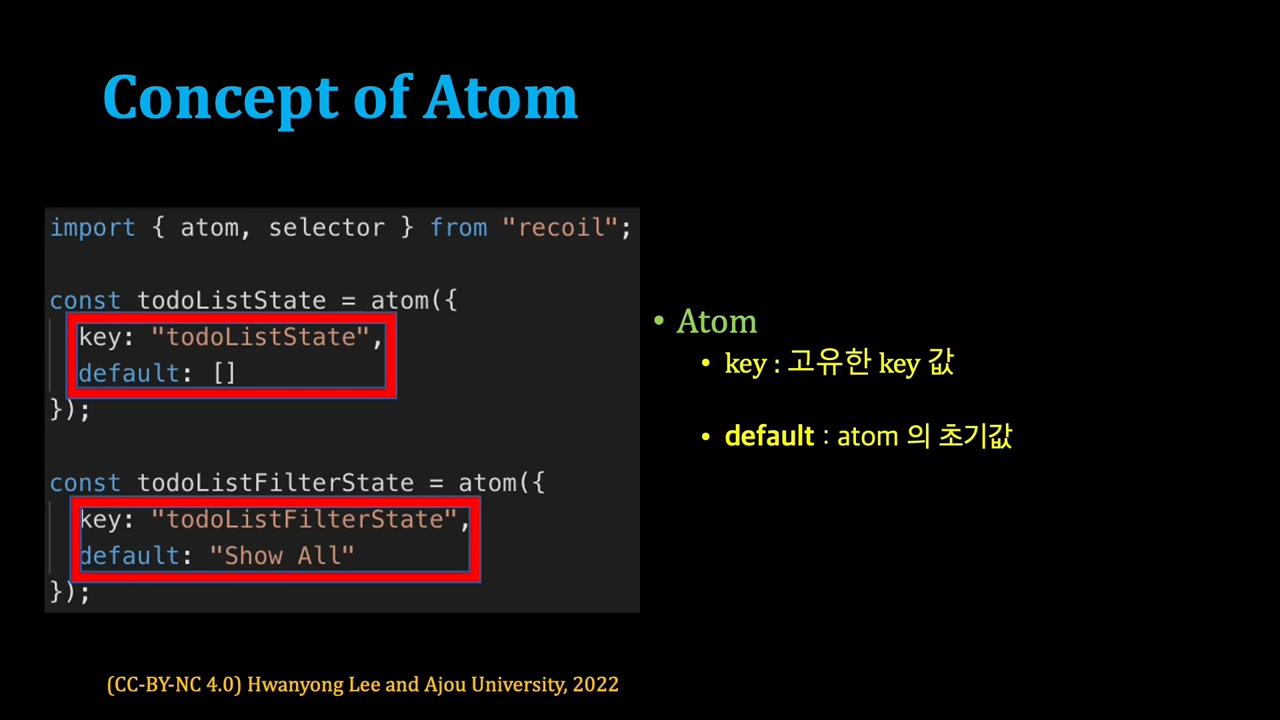 Concept of Atom
import { atom, selector } from "recoil";
const todoListState = atom({
key: "todoListState",
default: []
});
const todoListFilterState = atom({
key: "todoListFilterState",
default: "Show All"
});
• Atom
• key : 고유한 key 값
• default : atom 의 초기값
(CC-BY-NC 4.0) Hwanyong Lee and Ajou University, 2022